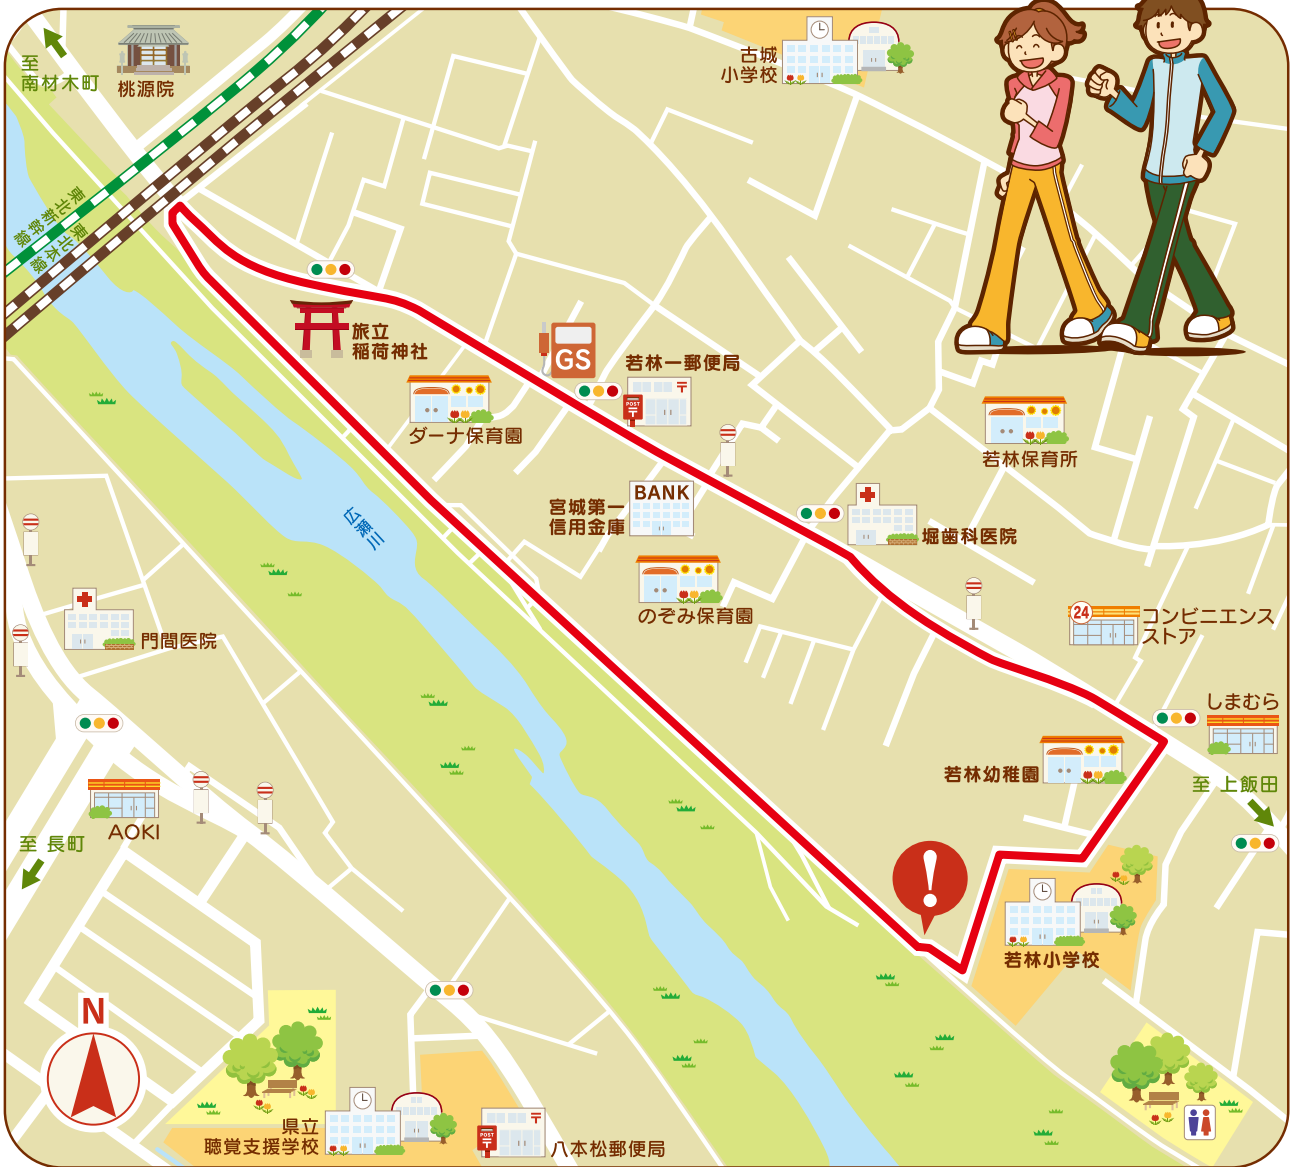 至
南材木町
桃源院
古城
小学校
東北新幹線
東北本線
旅立
稲荷神社
GS
若林一郵便局
〒
POST
ダーナ保育園
若林保育所
BANK
宮城第一
信用金庫
堀歯科医院
広瀬川
のぞみ保育園
24
コンビニエンス
ストア
門間医院
しまむら
若林幼稚園
至 上飯田
AOKI
至 長町
!
若林小学校
N
県立
聴覚支援学校
〒
POST
八本松郵便局